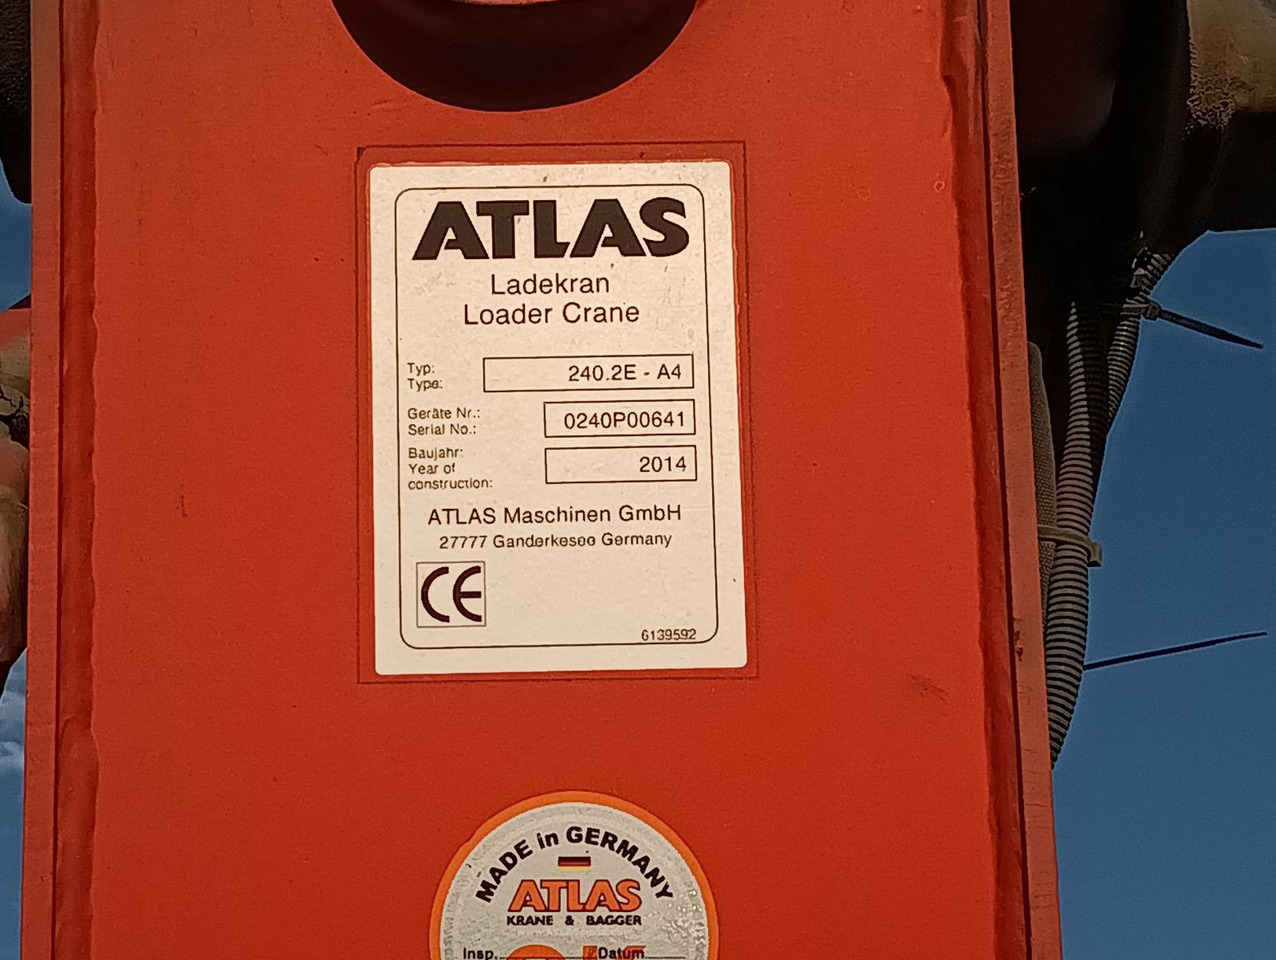 ATLAS
Ladekran
Loader Crane
Typ:
Type:
240.2E - A4
Geräte Nr.:
Serial No.:
0240P00641
Baujahr:
Year of
construction:
2014
ATLAS Maschinen GmbH
27777 Ganderkesee Germany
CE
6139592
MADE in GERMANY
ATLAS
KRANE & BAGGER
Insp. Datum